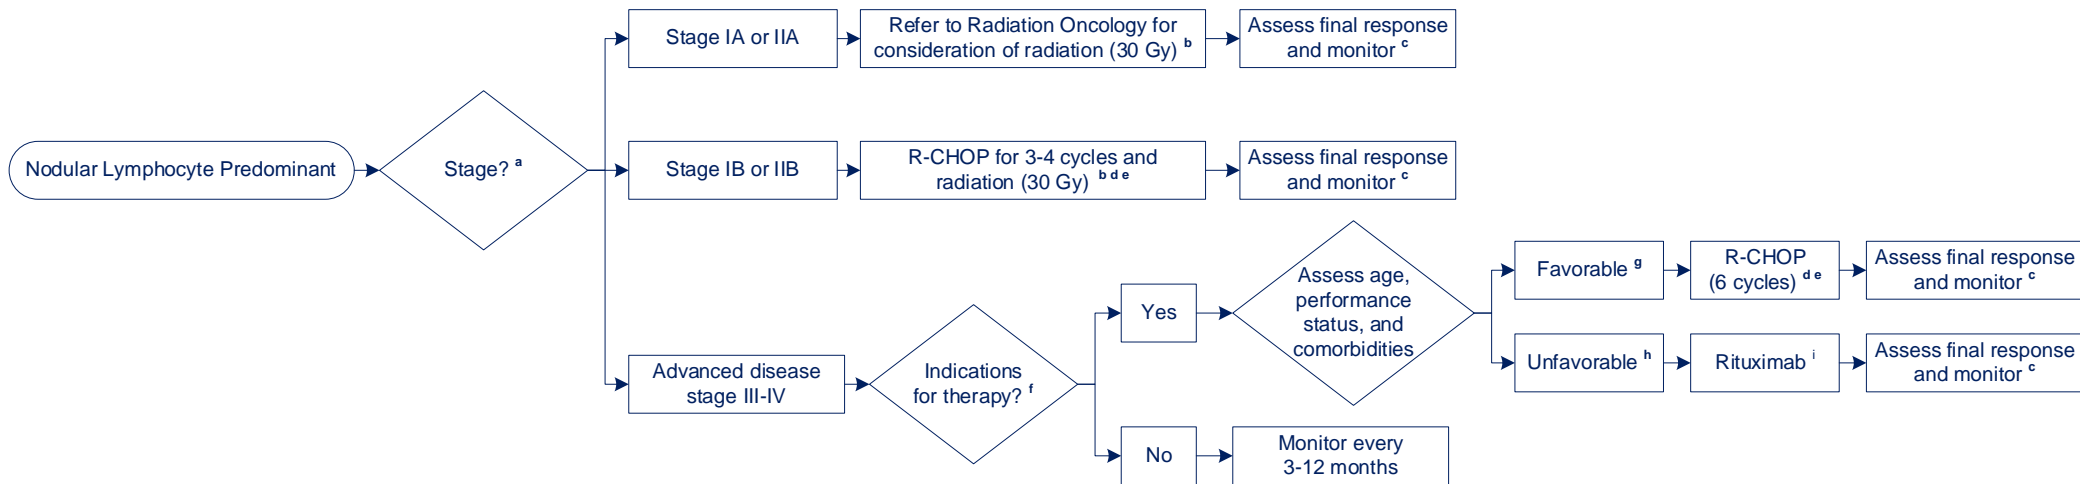 Nodular Lymphocyte Predominant
Stage? a
Stage IA or IIA
Refer to Radiation Oncology for
consideration of radiation (30 Gy) b
Assess final response
and monitor c
Stage IB or IIB
R-CHOP for 3-4 cycles and
radiation (30 Gy) b d e
Assess final response
and monitor c
Advanced disease
stage III-IV
Indications
for therapy? f
Yes
Assess age,
performance
status, and
comorbidities
Favorable g
R-CHOP
(6 cycles) d e
Assess final response
and monitor c
Unfavorable h
Rituximab i
Assess final response
and monitor c
No
Monitor every
3-12 months